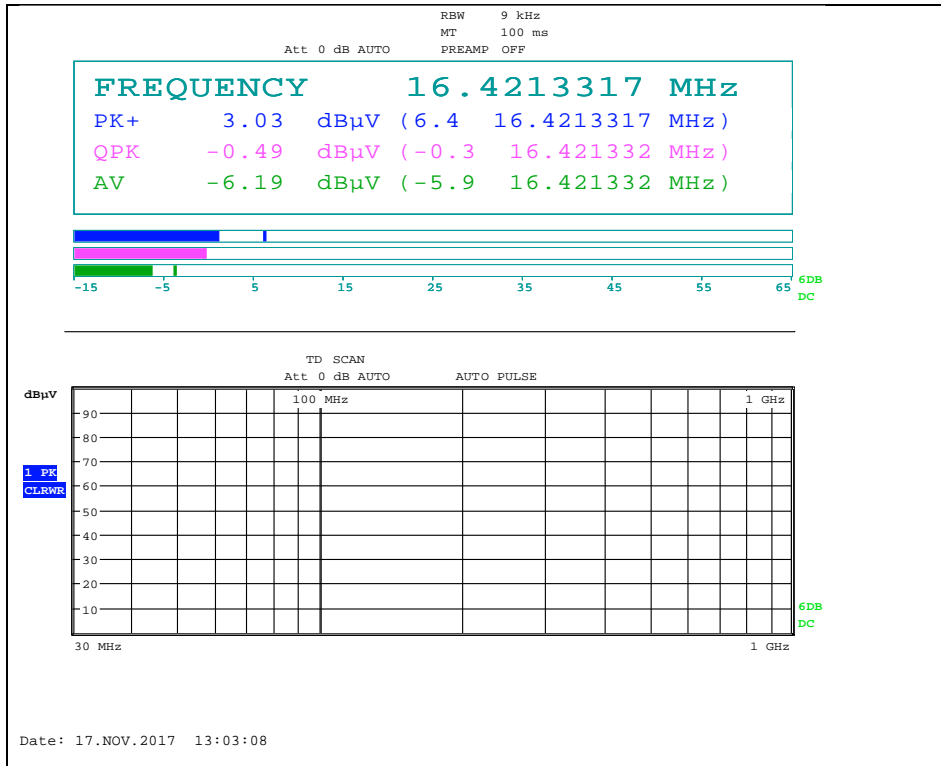 RBW 9 kHz
MT 100 ms
Att 0 dB AUTO PREAMP OFF
FREQUENCY 16.4213317 MHz
PK+ 3.03 dBµV (6.4 16.4213317 MHz)
QPK -0.49 dBµV (-0.3 16.421332 MHz)
AV -6.19 dBµV (-5.9 16.421332 MHz)
-15 -5 5 15 25 35 45 55 65
6DB
DC
TD SCAN
Att 0 dB AUTO AUTO PULSE
dBµV
100 MHz 1 GHz
90
80
70
1 PK
CLRWR
60
50
40
30
20
10
6DB
DC
30 MHz 1 GHz
Date: 17.NOV.2017 13:03:08